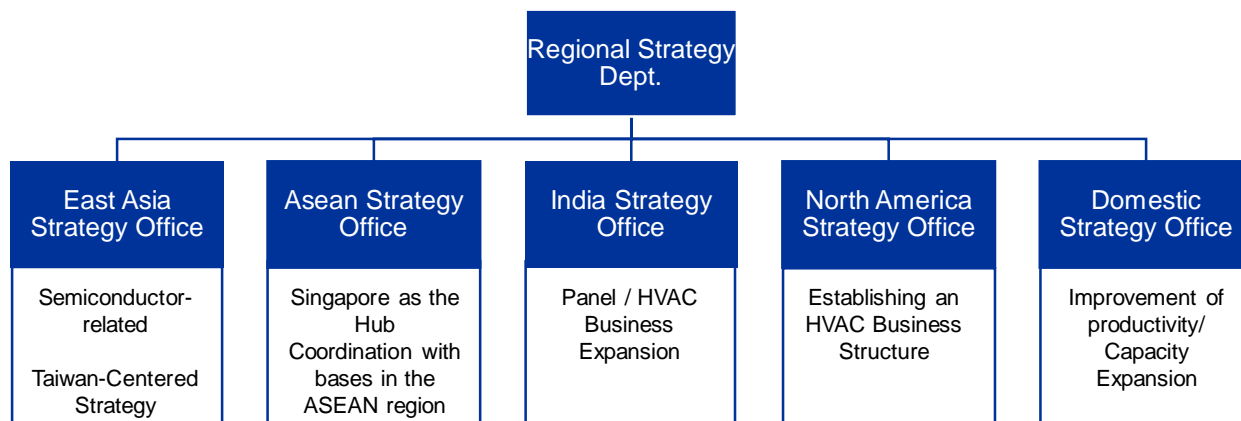 Regional Strategy
Dept.
East Asia
Strategy Office
Semiconductor-
related
Taiwan-Centered
Strategy
Asean Strategy
Office
Singapore as the
Hub
Coordination with
bases in the
ASEAN region
India Strategy
Office
Panel / HVAC
Business
Expansion
North America
Strategy Office
Establishing an
HVAC Business
Structure
Domestic
Strategy Office
Improvement of
productivity/
Capacity
Expansion